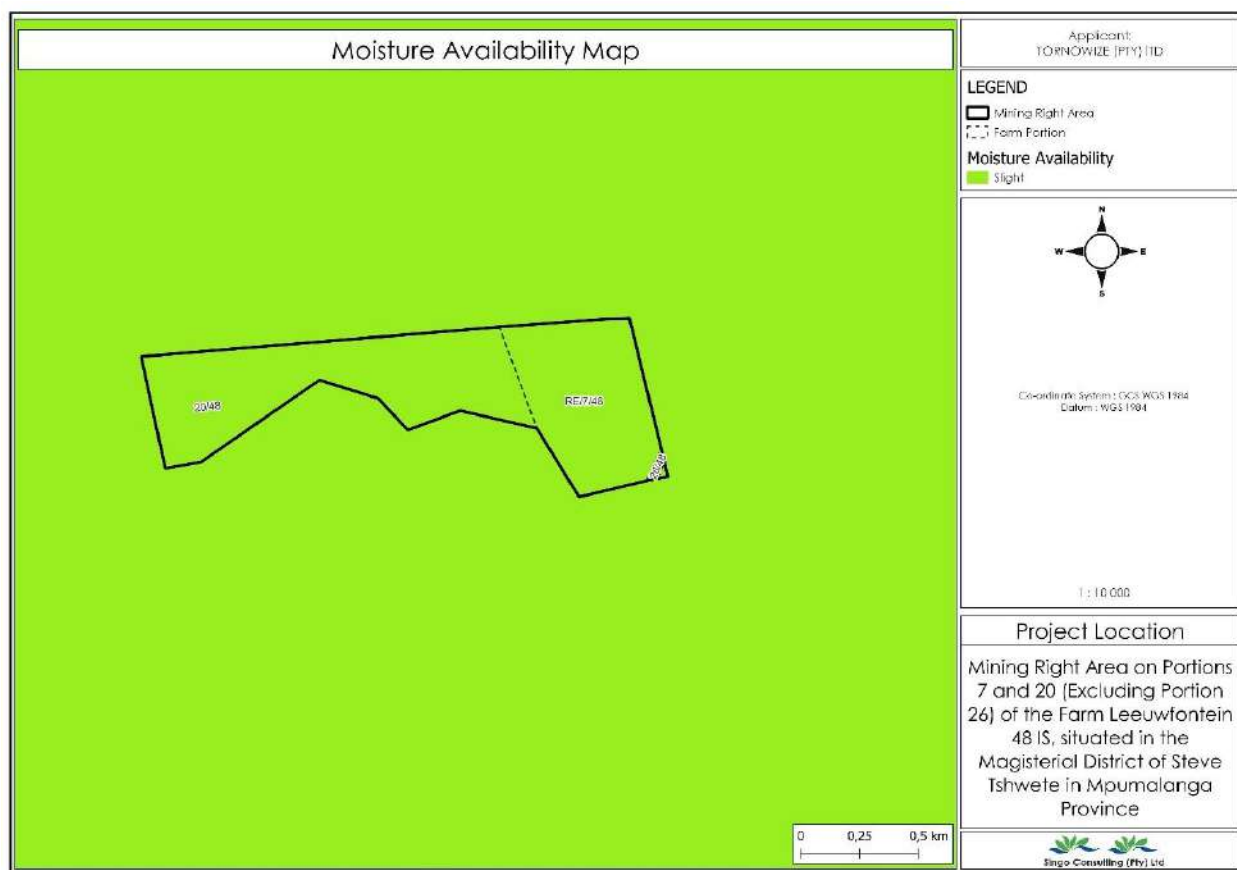 Moisture Availability Map
Applicant:
TORNOWIZE (PTY) lTD
LEGEND
Mining Right Area
Farm Portion
Moisture Availability
Slight
N
W
E
S
Co-ordinate System : GCS WGS 1984
Datum : WGS 1984
1 : 10 000
20/48
RE/7/48
Project Location
Mining Right Area on Portions
7 and 20 (Excluding Portion
26) of the Farm Leeuwfontein
48 IS, situated in the
Magisterial District of Steve
Tshwete in Mpumalanga
Province
0 0,25 0,5 km
Singo Consulting (Pty) Ltd